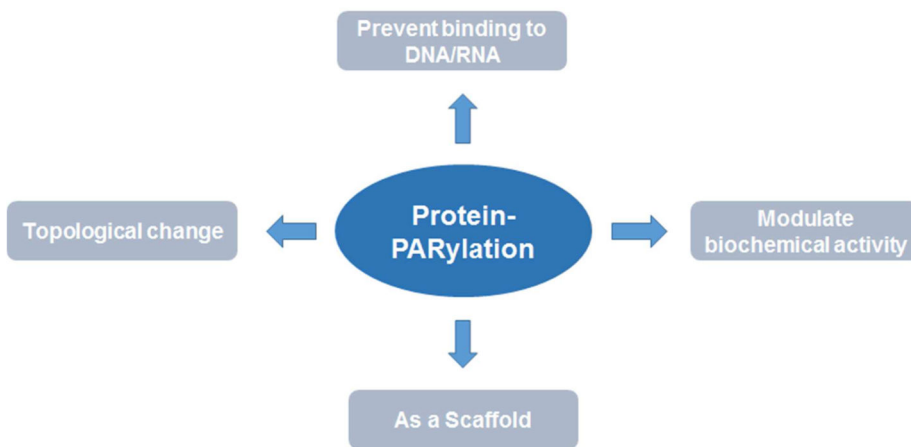 Prevent binding to
DNA/RNA
Topological change
Protein-
PARylation
Modulate
biochemical activity
As a Scaffold